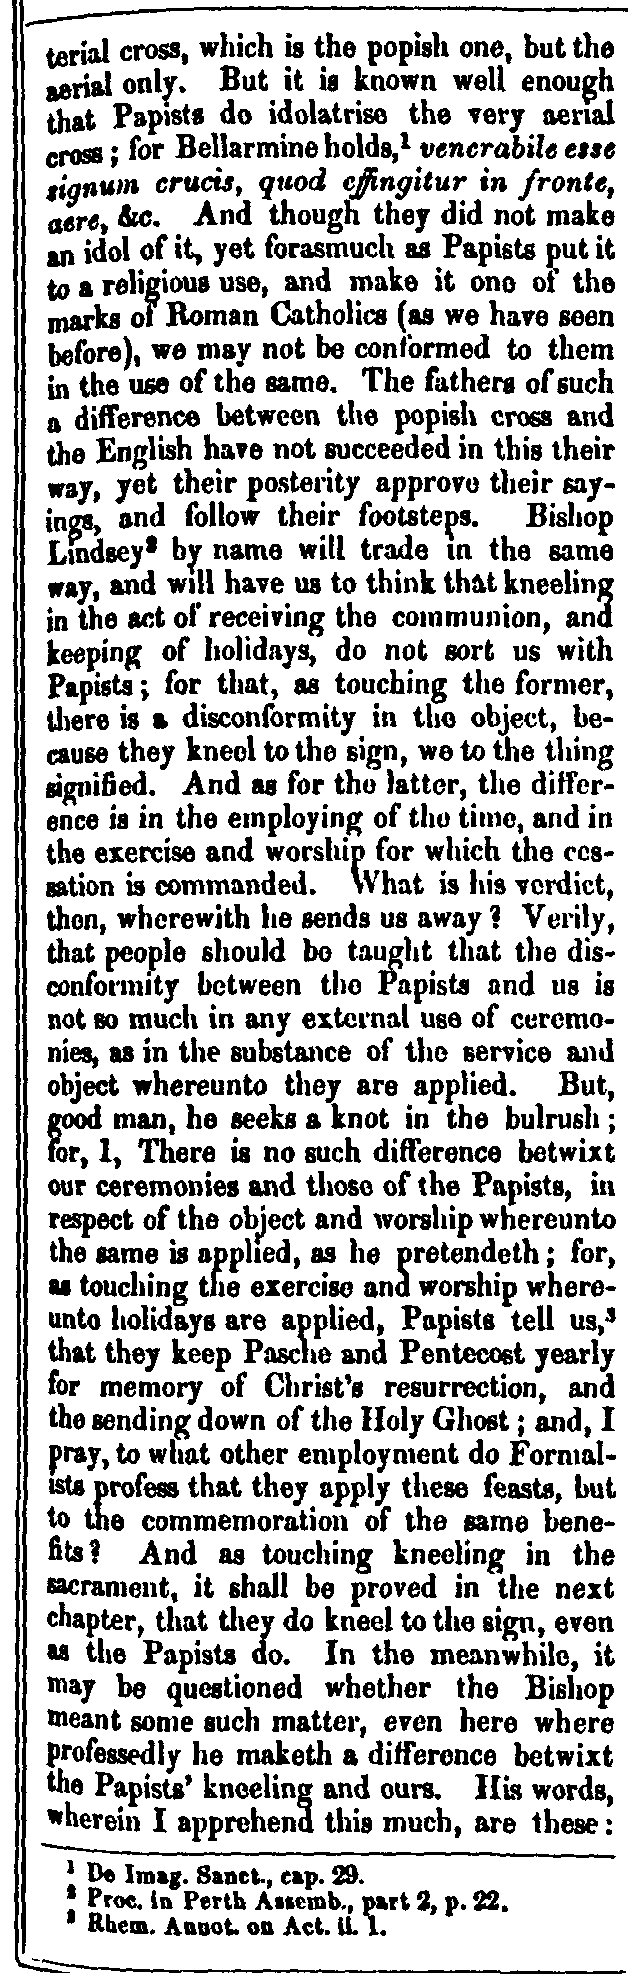 terial cross, which is the popish one, but the
aerial only. But it is known well enough
that Papists do idolatrise the very aerial
cross; for Bellarmine holds,¹ venerabile esse
signum crucis, quod effingitur in fronte,
aere, &c. And though they did not make
an idol of it, yet forasmuch as Papists put it
to a religious use, and make it one of the
marks of Roman Catholics (as we have seen
before), we may not be conformed to them
in the use of the same. The fathers of such
a difference between the popish cross and
the English have not succeeded in this their
way, yet their posterity approve their say-
ings, and follow their footsteps. Bishop
Lindsey² by name will trade in the same
way, and will have us to think that kneeling
in the act of receiving the communion, and
keeping of holidays, do not sort us with
Papists; for that, as touching the former,
there is a disconformity in the object, be-
cause they kneel to the sign, we to the thing
signified. And as for the latter, the differ-
ence is in the employing of the time, and in
the exercise and worship for which the ces-
sation is commanded. What is his verdict,
then, wherewith he sends us away? Verily,
that people should be taught that the dis-
conformity between the Papists and us is
not so much in any external use of ceremo-
nies, as in the substance of the service and
object whereunto they are applied. But,
good man, he seeks a knot in the bulrush;
for, 1, There is no such difference betwixt
our ceremonies and those of the Papists, in
respect of the object and worship whereunto
the same is applied, as he pretendeth; for,
as touching the exercise and worship where-
unto holidays are applied, Papists tell us,³
that they keep Pasche and Pentecost yearly
for memory of Christ's resurrection, and
the sending down of the Holy Ghost; and, I
pray, to what other employment do Formal-
ists profess that they apply these feasts, but
to the commemoration of the same bene-
fits? And as touching kneeling in the
sacrament, it shall be proved in the next
chapter, that they do kneel to the sign, even
as the Papists do. In the meanwhile, it
may be questioned whether the Bishop
meant some such matter, even here where
professedly he maketh a difference betwixt
the Papists' kneeling and ours. His words,
wherein I apprehend this much, are these:
¹ De Imag. Sanct., cap. 29.
² Proc. in Perth Assemb., part 2, p. 22.
³ Rhem. Annot. on Act. ii. 1.